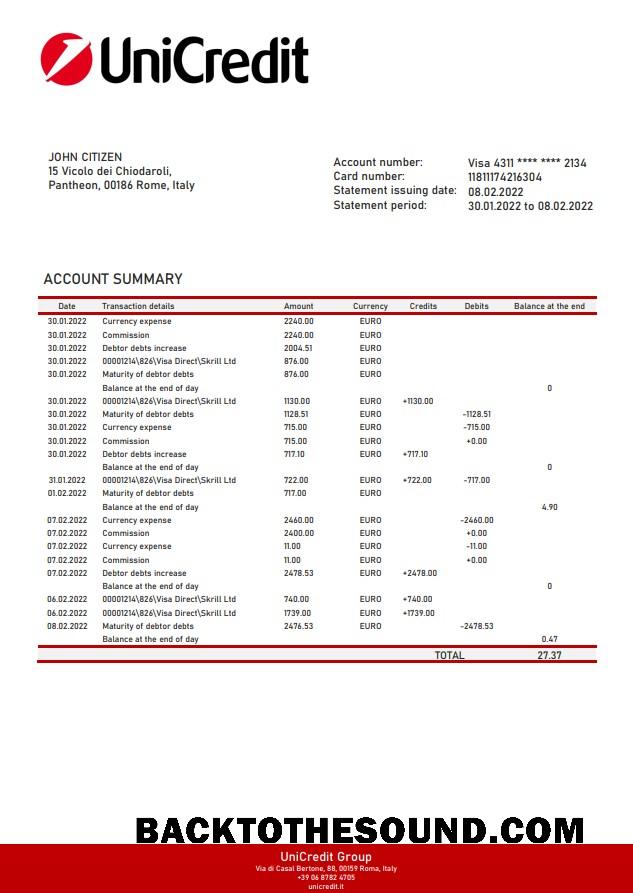 UniCredit
JOHN CITIZEN
15 Vicolo dei Chiodaroli,
Pantheon, 00186 Rome, Italy
Account number: Visa 4311 **** **** 2134
Card number: 11811174216304
Statement issuing date: 08.02.2022
Statement period: 30.01.2022 to 08.02.2022
ACCOUNT SUMMARY
Date Transaction details Amount Currency Credits Debits Balance at the end
30.01.2022 Currency expense 2240.00 EURO
30.01.2022 Commission 2240.00 EURO
30.01.2022 Debtor debts increase 2004.51 EURO
30.01.2022 00001214\826\Visa Direct\Skrill Ltd 876.00 EURO
30.01.2022 Maturity of debtor debts 876.00 EURO
Balance at the end of day 0
30.01.2022 00001214\826\Visa Direct\Skrill Ltd 1130.00 EURO +1130.00
30.01.2022 Maturity of debtor debts 1128.51 EURO -1128.51
30.01.2022 Currency expense 715.00 EURO -715.00
30.01.2022 Commission 715.00 EURO +0.00
30.01.2022 Debtor debts increase 717.10 EURO +717.10
Balance at the end of day 0
31.01.2022 00001214\826\Visa Direct\Skrill Ltd 722.00 EURO +722.00 -717.00
01.02.2022 Maturity of debtor debts 717.00 EURO
Balance at the end of day 4.90
07.02.2022 Currency expense 2460.00 EURO -2460.00
07.02.2022 Commission 2400.00 EURO +0.00
07.02.2022 Currency expense 11.00 EURO -11.00
07.02.2022 Commission 11.00 EURO +0.00
07.02.2022 Debtor debts increase 2478.53 EURO +2478.00
Balance at the end of day 0
06.02.2022 00001214\826\Visa Direct\Skrill Ltd 740.00 EURO +740.00
06.02.2022 00001214\826\Visa Direct\Skrill Ltd 1739.00 EURO +1739.00
08.02.2022 Maturity of debtor debts 2476.53 EURO -2478.53
Balance at the end of day 0.47
TOTAL 27.37
BACKTOTHESOUND.COM
UniCredit Group
Via di Casal Bertone, 88, 00159 Roma, Italy
+39 06 8782 4705
unicredit.it